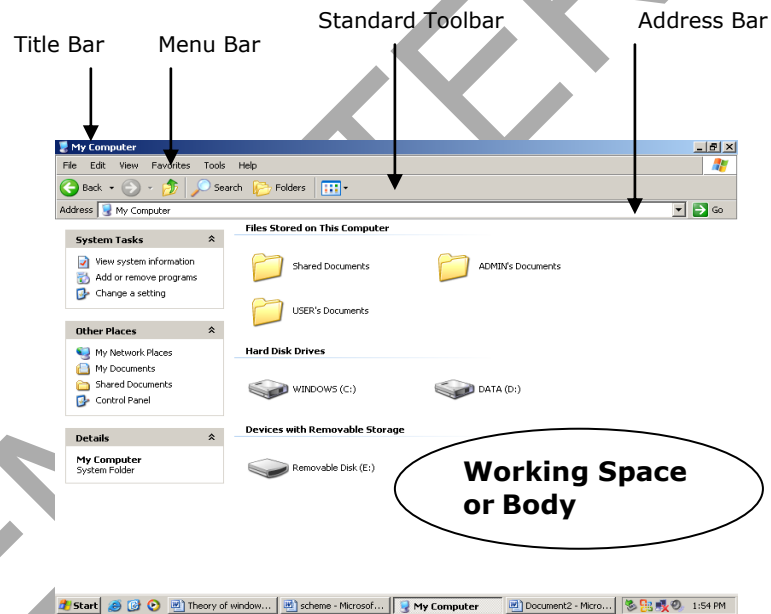 Standard Toolbar Address Bar
Title Bar Menu Bar
My Computer
File Edit View Favorites Tools Help
Back Search Folders
Address My Computer Go
System Tasks
View system information
Add or remove programs
Change a setting
Other Places
My Network Places
My Documents
Shared Documents
Control Panel
Details
My Computer
System Folder
Files Stored on This Computer
Shared Documents ADMIN's Documents
USER's Documents
Hard Disk Drives
WINDOWS (C:) DATA (D:)
Devices with Removable Storage
Removable Disk (E:)
Working Space
or Body
Start Theory of window... scheme - Microsof... My Computer Document2 - Micro... 1:54 PM